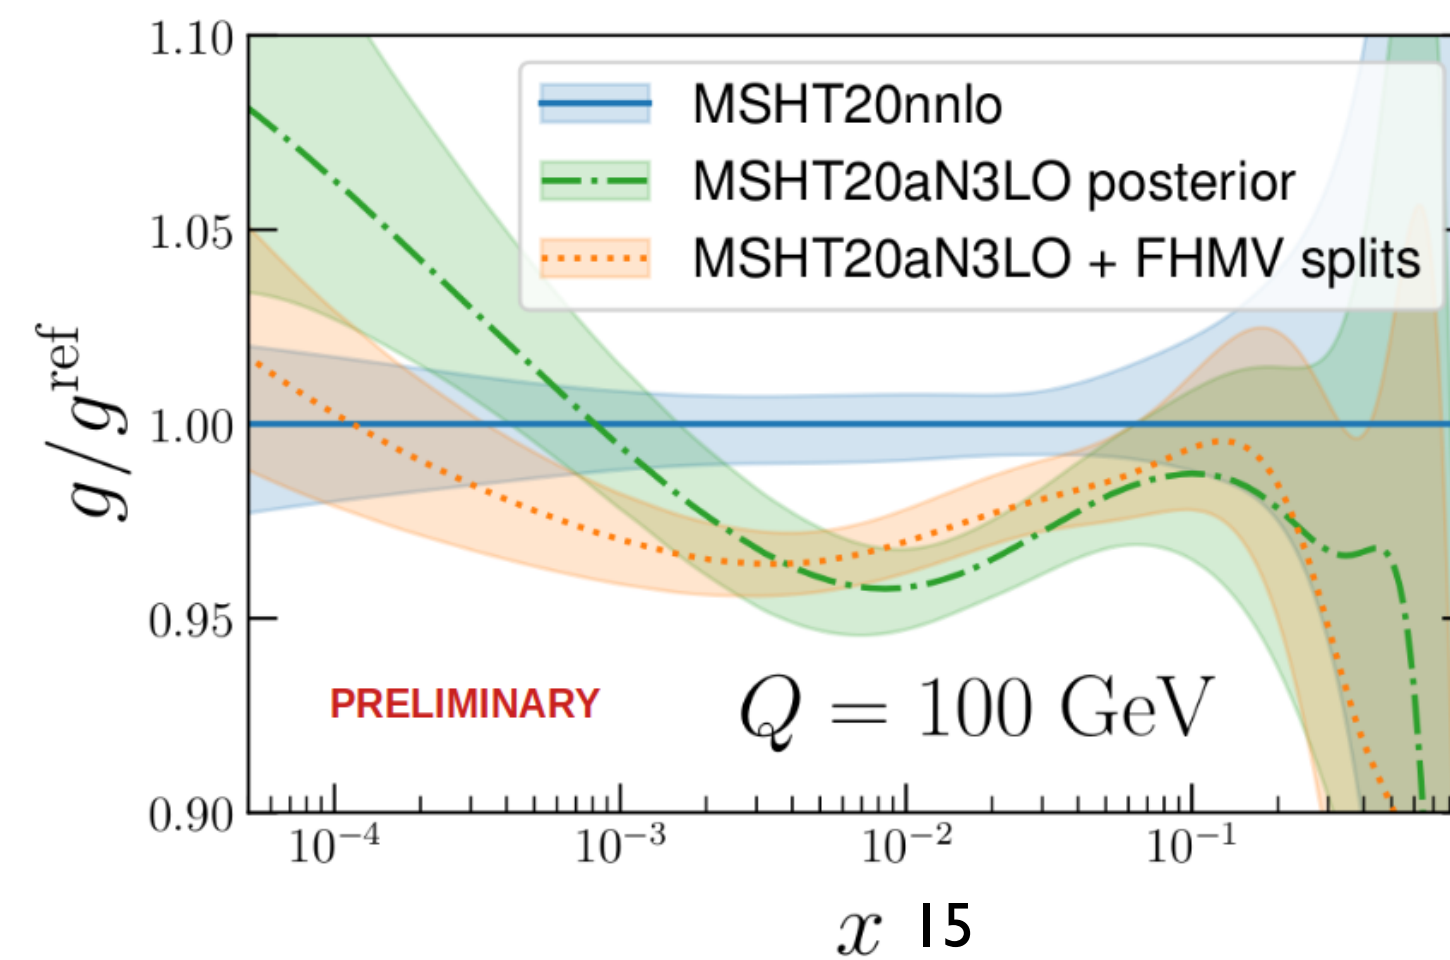 1.10
1.05
1.00
0.95
0.90
g/g^ref
MSHT20nnlo
MSHT20aN3LO posterior
MSHT20aN3LO + FHMV splits
PRELIMINARY
Q = 100 GeV
10⁻⁴ 10⁻³ 10⁻² 10⁻¹
x 15